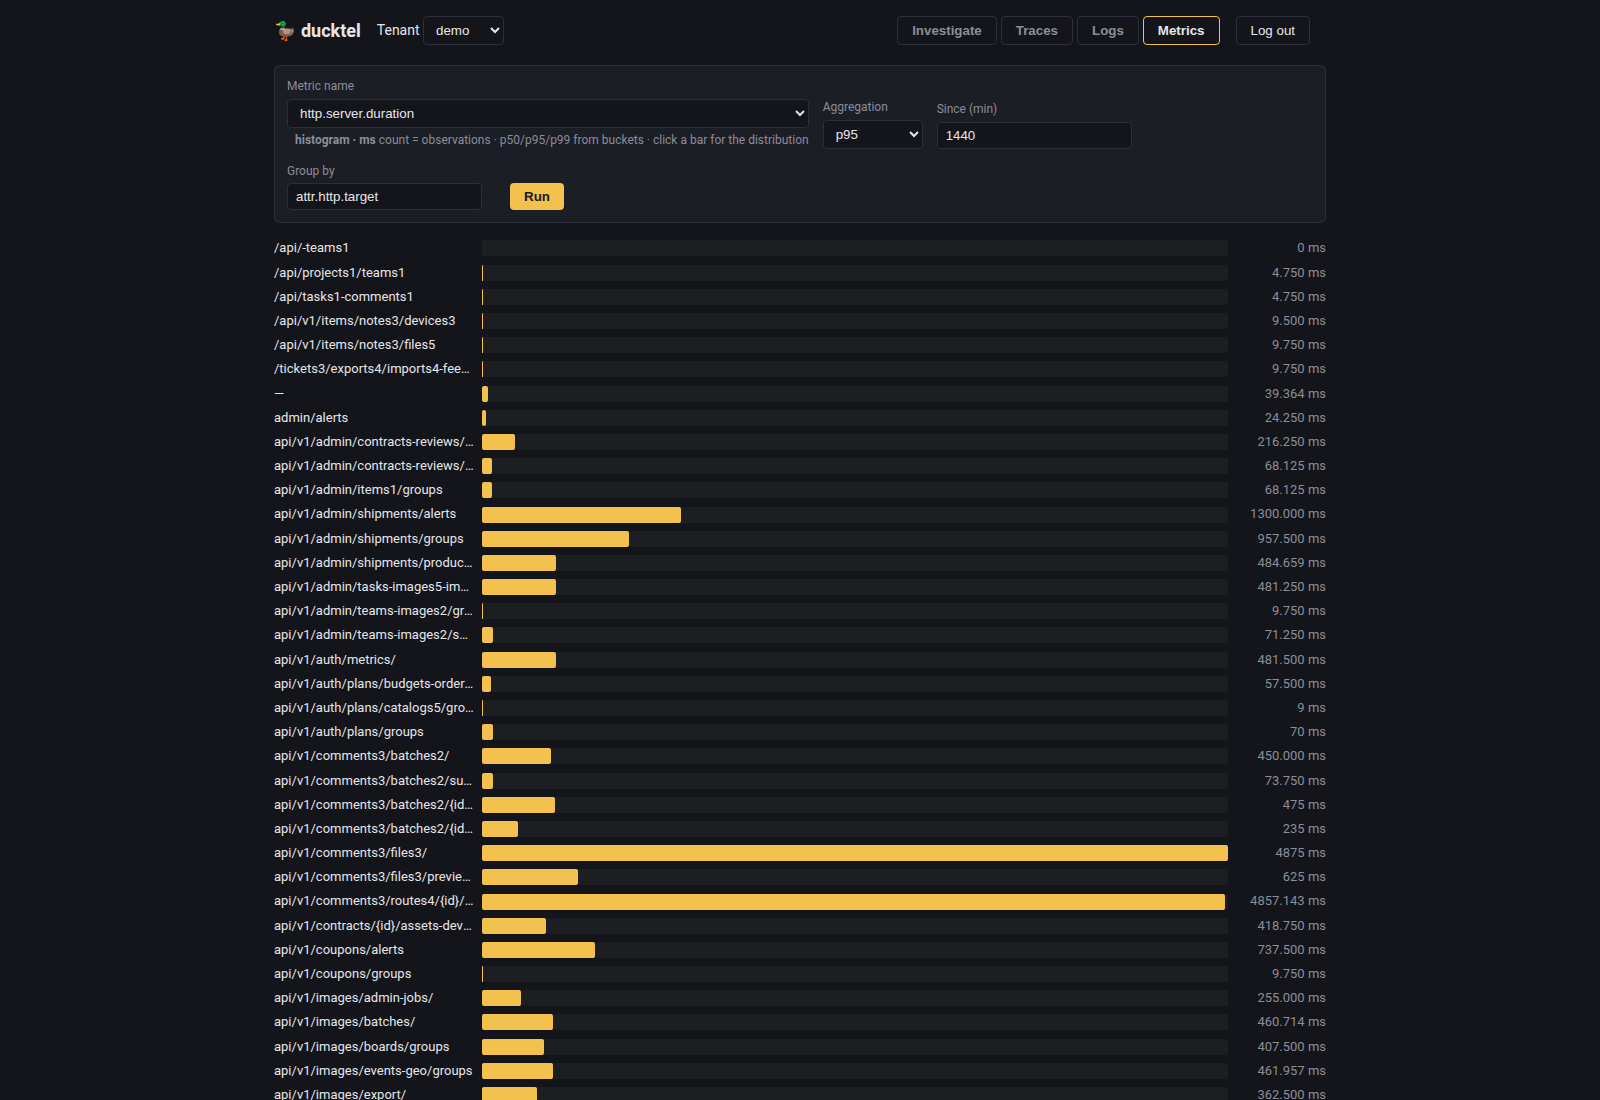 ducktel Tenant demo Investigate Traces Logs Metrics Log out
Metric name
http.server.duration
histogram · ms count = observations · p50/p95/p99 from buckets · click a bar for the distribution
Aggregation
p95
Since (min)
1440
Group by
attr.http.target
Run
/api/-teams1 0 ms
/api/projects1/teams1 4.750 ms
/api/tasks1-comments1 4.750 ms
/api/v1/items/notes3/devices3 9.500 ms
/api/v1/items/notes3/files5 9.750 ms
/tickets3/exports4/imports4-fee… 9.750 ms
— 39.364 ms
admin/alerts 24.250 ms
api/v1/admin/contracts-reviews/… 216.250 ms
api/v1/admin/contracts-reviews/… 68.125 ms
api/v1/admin/items1/groups 68.125 ms
api/v1/admin/shipments/alerts 1300.000 ms
api/v1/admin/shipments/groups 957.500 ms
api/v1/admin/shipments/produc… 484.659 ms
api/v1/admin/tasks-images5-im… 481.250 ms
api/v1/admin/teams-images2/gr… 9.750 ms
api/v1/admin/teams-images2/s… 71.250 ms
api/v1/auth/metrics/ 481.500 ms
api/v1/auth/plans/budgets-order… 57.500 ms
api/v1/auth/plans/catalogs5/gro… 9 ms
api/v1/auth/plans/groups 70 ms
api/v1/comments3/batches2/ 450.000 ms
api/v1/comments3/batches2/su… 73.750 ms
api/v1/comments3/batches2/{id… 475 ms
api/v1/comments3/batches2/{id… 235 ms
api/v1/comments3/files3/ 4875 ms
api/v1/comments3/files3/previe… 625 ms
api/v1/comments3/routes4/{id}/… 4857.143 ms
api/v1/contracts/{id}/assets-dev… 418.750 ms
api/v1/coupons/alerts 737.500 ms
api/v1/coupons/groups 9.750 ms
api/v1/images/admin-jobs/ 255.000 ms
api/v1/images/batches/ 460.714 ms
api/v1/images/boards/groups 407.500 ms
api/v1/images/events-geo/groups 461.957 ms
api/v1/images/export/ 362.500 ms